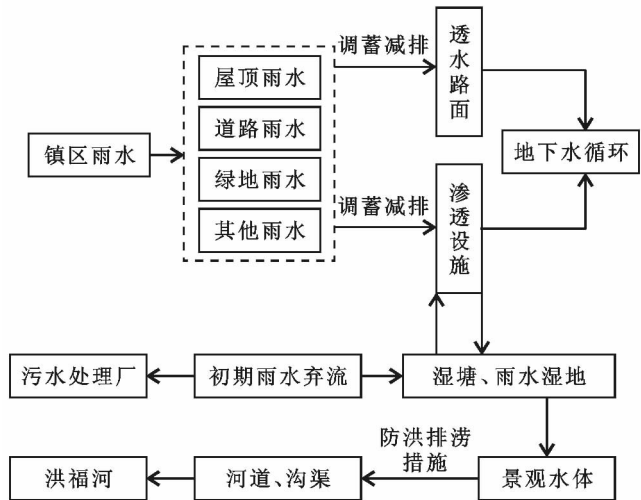 调蓄减排
透水路面
屋顶雨水
道路雨水
镇区雨水
地下水循环
绿地雨水
渗透设施
调蓄减排
其他雨水
污水处理厂
初期雨水弃流
湿塘、雨水湿地
防洪排涝
措施
洪福河
河道、沟渠
景观水体